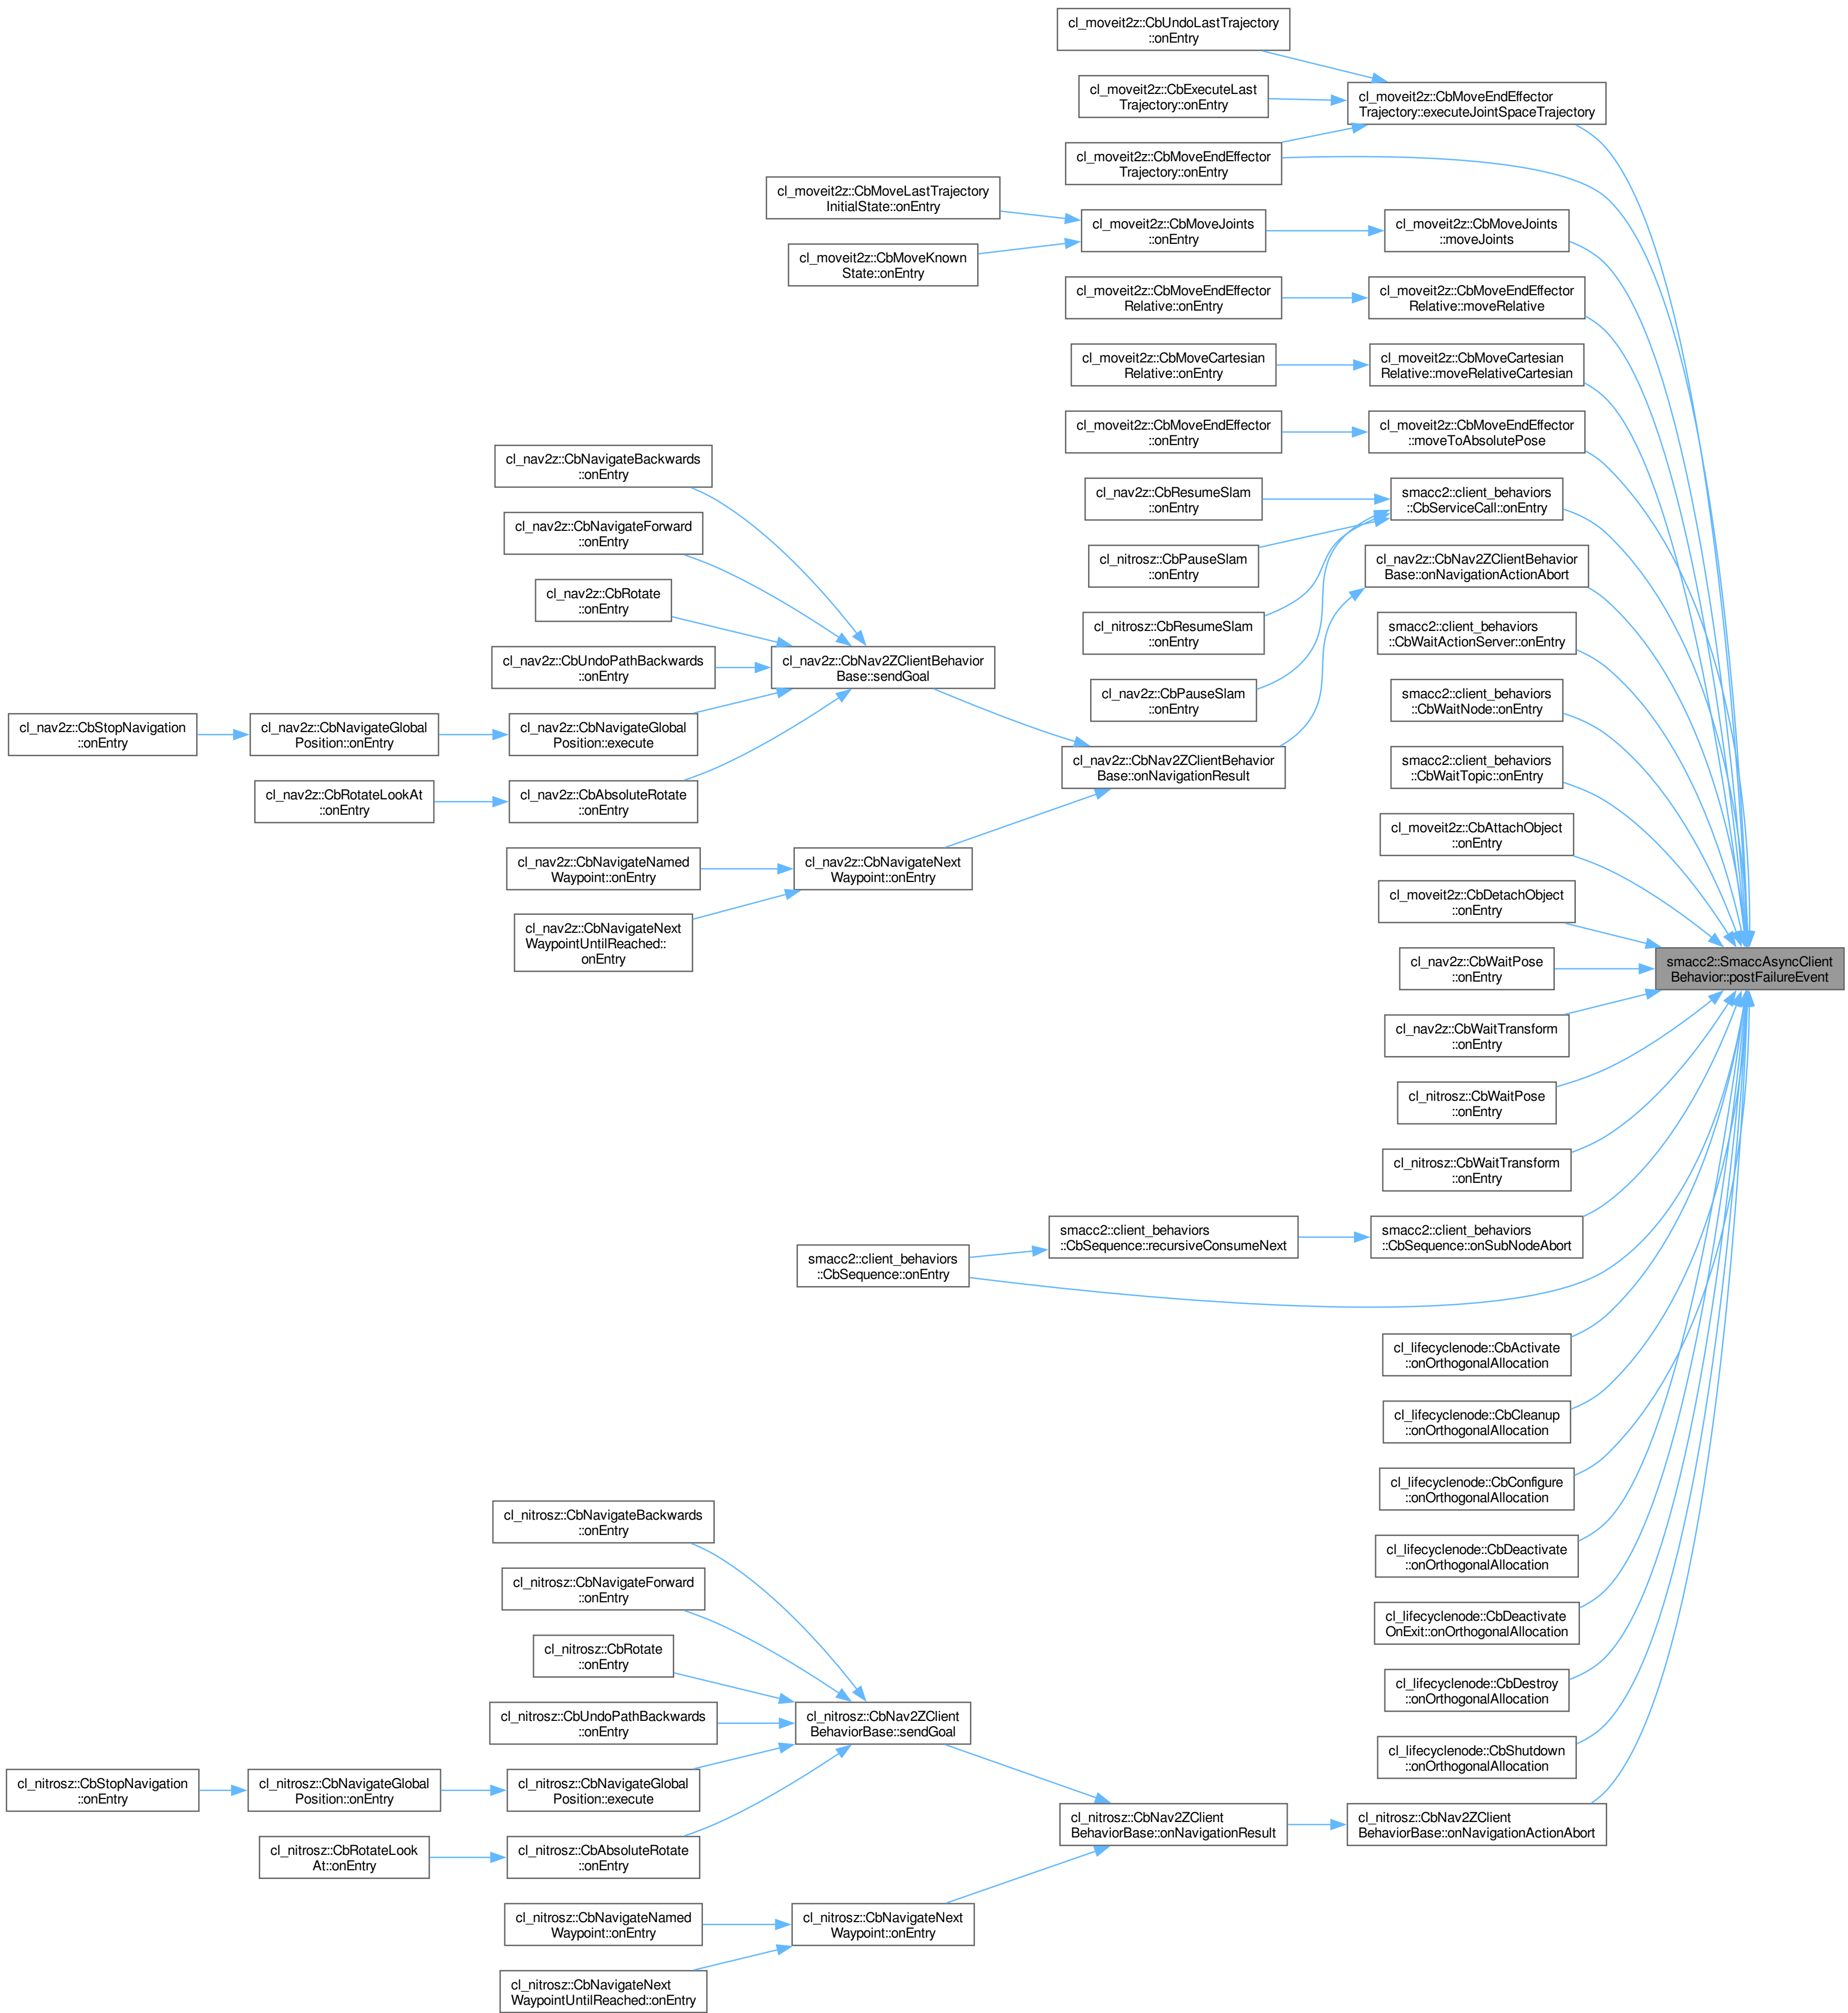 cl_moveit2z::CbUndoLastTrajectory
::onEntry
cl_moveit2z::CbExecuteLast
Trajectory::onEntry
cl_moveit2z::CbMoveEndEffector
Trajectory::executeJointSpaceTrajectory
cl_moveit2z::CbMoveEndEffector
Trajectory::onEntry
cl_moveit2z::CbMoveLastTrajectory
InitialState::onEntry
cl_moveit2z::CbMoveJoints
::onEntry
cl_moveit2z::CbMoveJoints
::moveJoints
cl_moveit2z::CbMoveKnown
State::onEntry
cl_moveit2z::CbMoveEndEffector
Relative::onEntry
cl_moveit2z::CbMoveEndEffector
Relative::moveRelative
cl_moveit2z::CbMoveCartesian
Relative::onEntry
cl_moveit2z::CbMoveCartesian
Relative::moveRelativeCartesian
cl_moveit2z::CbMoveEndEffector
::onEntry
cl_moveit2z::CbMoveEndEffector
::moveToAbsolutePose
cl_nav2z::CbNavigateBackwards
::onEntry
cl_nav2z::CbResumeSlam
::onEntry
smacc2::client_behaviors
::CbServiceCall::onEntry
cl_nav2z::CbNavigateForward
::onEntry
cl_nitrosz::CbPauseSlam
::onEntry
cl_nav2z::CbNav2ZClientBehavior
Base::onNavigationActionAbort
cl_nav2z::CbRotate
::onEntry
cl_nitrosz::CbResumeSlam
::onEntry
smacc2::client_behaviors
::CbWaitActionServer::onEntry
cl_nav2z::CbUndoPathBackwards
::onEntry
cl_nav2z::CbNav2ZClientBehavior
Base::sendGoal
cl_nav2z::CbPauseSlam
::onEntry
smacc2::client_behaviors
::CbWaitNode::onEntry
cl_nav2z::CbStopNavigation
::onEntry
cl_nav2z::CbNavigateGlobal
Position::onEntry
cl_nav2z::CbNavigateGlobal
Position::execute
cl_nav2z::CbNav2ZClientBehavior
Base::onNavigationResult
smacc2::client_behaviors
::CbWaitTopic::onEntry
cl_nav2z::CbRotateLookAt
::onEntry
cl_nav2z::CbAbsoluteRotate
::onEntry
cl_moveit2z::CbAttachObject
::onEntry
cl_nav2z::CbNavigateNamed
Waypoint::onEntry
cl_nav2z::CbNavigateNext
Waypoint::onEntry
cl_moveit2z::CbDetachObject
::onEntry
cl_nav2z::CbNavigateNext
WaypointUntilReached::
onEntry
cl_nav2z::CbWaitPose
::onEntry
smacc2::SmaccAsyncClient
Behavior::postFailureEvent
cl_nav2z::CbWaitTransform
::onEntry
cl_nitrosz::CbWaitPose
::onEntry
cl_nitrosz::CbWaitTransform
::onEntry
smacc2::client_behaviors
::CbSequence::onEntry
smacc2::client_behaviors
::CbSequence::recursiveConsumeNext
smacc2::client_behaviors
::CbSequence::onSubNodeAbort
cl_lifecyclenode::CbActivate
::onOrthogonalAllocation
cl_lifecyclenode::CbCleanup
::onOrthogonalAllocation
cl_lifecyclenode::CbConfigure
::onOrthogonalAllocation
cl_nitrosz::CbNavigateBackwards
::onEntry
cl_lifecyclenode::CbDeactivate
::onOrthogonalAllocation
cl_nitrosz::CbNavigateForward
::onEntry
cl_lifecyclenode::CbDeactivate
OnExit::onOrthogonalAllocation
cl_nitrosz::CbRotate
::onEntry
cl_lifecyclenode::CbDestroy
::onOrthogonalAllocation
cl_nitrosz::CbUndoPathBackwards
::onEntry
cl_nitrosz::CbNav2ZClient
BehaviorBase::sendGoal
cl_lifecyclenode::CbShutdown
::onOrthogonalAllocation
cl_nitrosz::CbStopNavigation
::onEntry
cl_nitrosz::CbNavigateGlobal
Position::onEntry
cl_nitrosz::CbNavigateGlobal
Position::execute
cl_nitrosz::CbNav2ZClient
BehaviorBase::onNavigationResult
cl_nitrosz::CbNav2ZClient
BehaviorBase::onNavigationActionAbort
cl_nitrosz::CbRotateLook
At::onEntry
cl_nitrosz::CbAbsoluteRotate
::onEntry
cl_nitrosz::CbNavigateNamed
Waypoint::onEntry
cl_nitrosz::CbNavigateNext
Waypoint::onEntry
cl_nitrosz::CbNavigateNext
WaypointUntilReached::onEntry